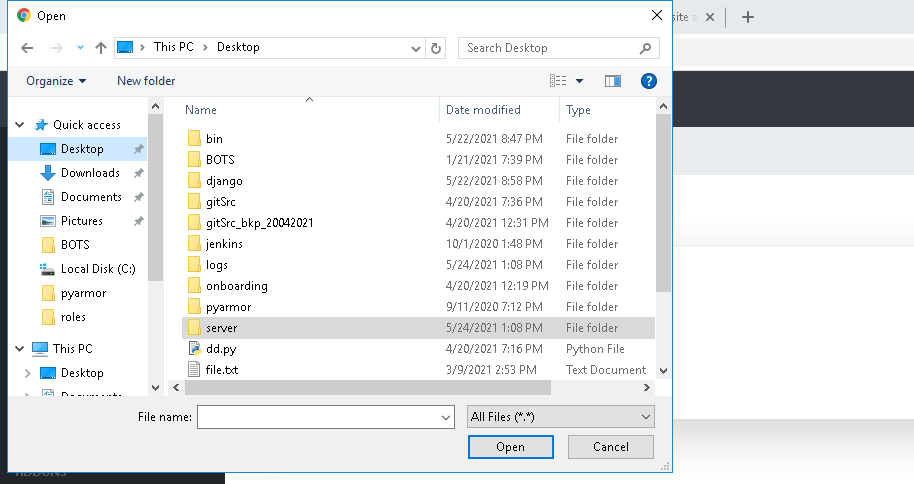 Open
site a
This PC
Desktop
Search Desktop
Organize
New folder
?
Name
Date modified
Type
Quick access
Desktop
Downloads
Documents
Pictures
BOTS
Local Disk (C:)
pyarmor
roles
This PC
Desktop
Documents
bin 5/22/2021 8:47 PM File folder
BOTS 1/21/2021 7:39 PM File folder
django 5/22/2021 8:58 PM File folder
gitSrc 4/20/2021 7:36 PM File folder
gitSrc_bkp_20042021 4/20/2021 12:31 PM File folder
jenkins 10/1/2020 1:48 PM File folder
logs 5/24/2021 1:08 PM File folder
onboarding 4/20/2021 12:19 PM File folder
pyarmor 9/11/2020 7:12 PM File folder
server 5/24/2021 1:08 PM File folder
dd.py 4/20/2021 7:16 PM Python File
file.txt 3/9/2021 2:53 PM Text Document
File name:
All Files (*.*)
Open
Cancel